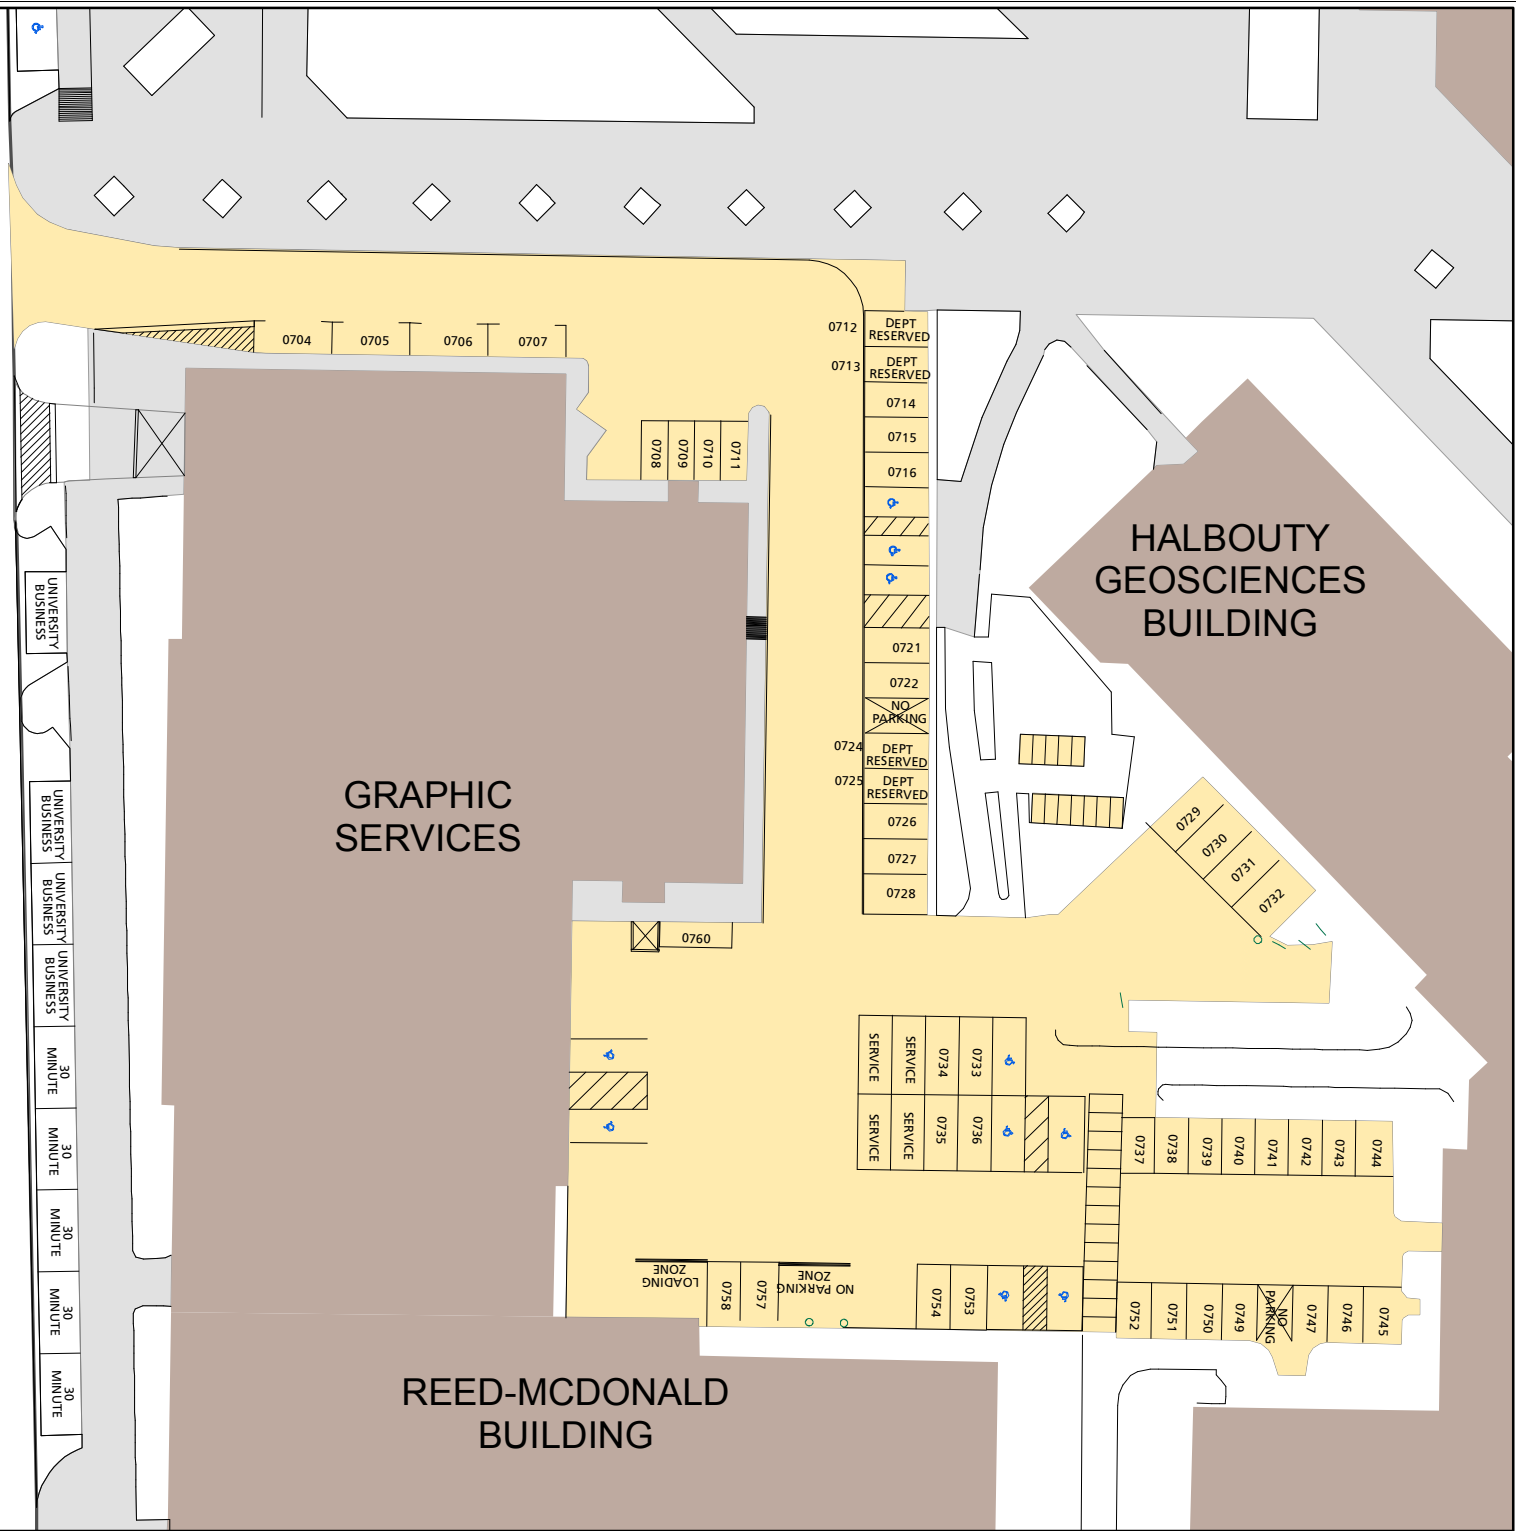 0704
0705
0706
0707
0712
DEPT
RESERVED
0713
DEPT
RESERVED
0714
0715
0716
0708
0709
0710
0711
HALBOUTY
GEOSCIENCES
BUILDING
UNIVERSITY
BUSINESS
0721
0722
NO
PARKING
0724
DEPT
RESERVED
0725
DEPT
RESERVED
0726
0727
0728
GRAPHIC
SERVICES
UNIVERSITY
BUSINESS
UNIVERSITY
BUSINESS
UNIVERSITY
BUSINESS
0729
0730
0731
0732
0760
SERVICE
SERVICE
0734
0733
SERVICE
SERVICE
0735
0736
30
MINUTE
30
MINUTE
30
MINUTE
30
MINUTE
30
MINUTE
0737
0738
0739
0740
0741
0742
0743
0744
LOADING
ZONE
0758
0757
NO PARKING
ZONE
0754
0753
0752
0751
0750
0749
NO
PARKING
0747
0746
0745
REED-MCDONALD
BUILDING